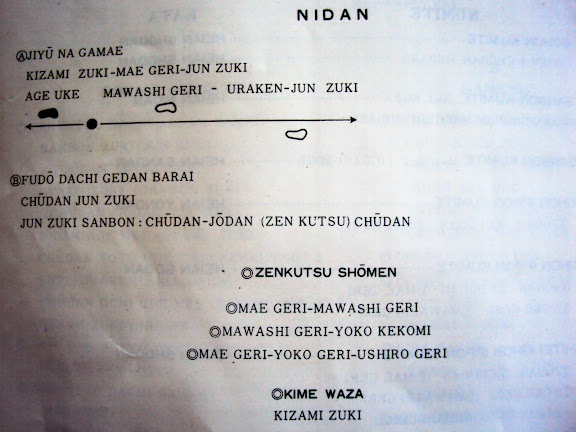 NIDAN
ⒶJIYŪ NA GAMAE
KIZAMI ZUKI-MAE GERI-JUN ZUKI
AGE UKE MAWASHI GERI - URAKEN-JUN ZUKI
ⒷFUDŌ DACHI GEDAN BARAI
CHŪDAN JUN ZUKI
JUN ZUKI SANBON : CHŪDAN-JŌDAN (ZEN KUTSU) CHŪDAN
◎ZENKUTSU SHŌMEN
◎MAE GERI-MAWASHI GERI
◎MAWASHI GERI-YOKO KEKOMI
◎MAE GERI-YOKO GERI-USHIRO GERI
◎KIME WAZA
KIZAMI ZUKI